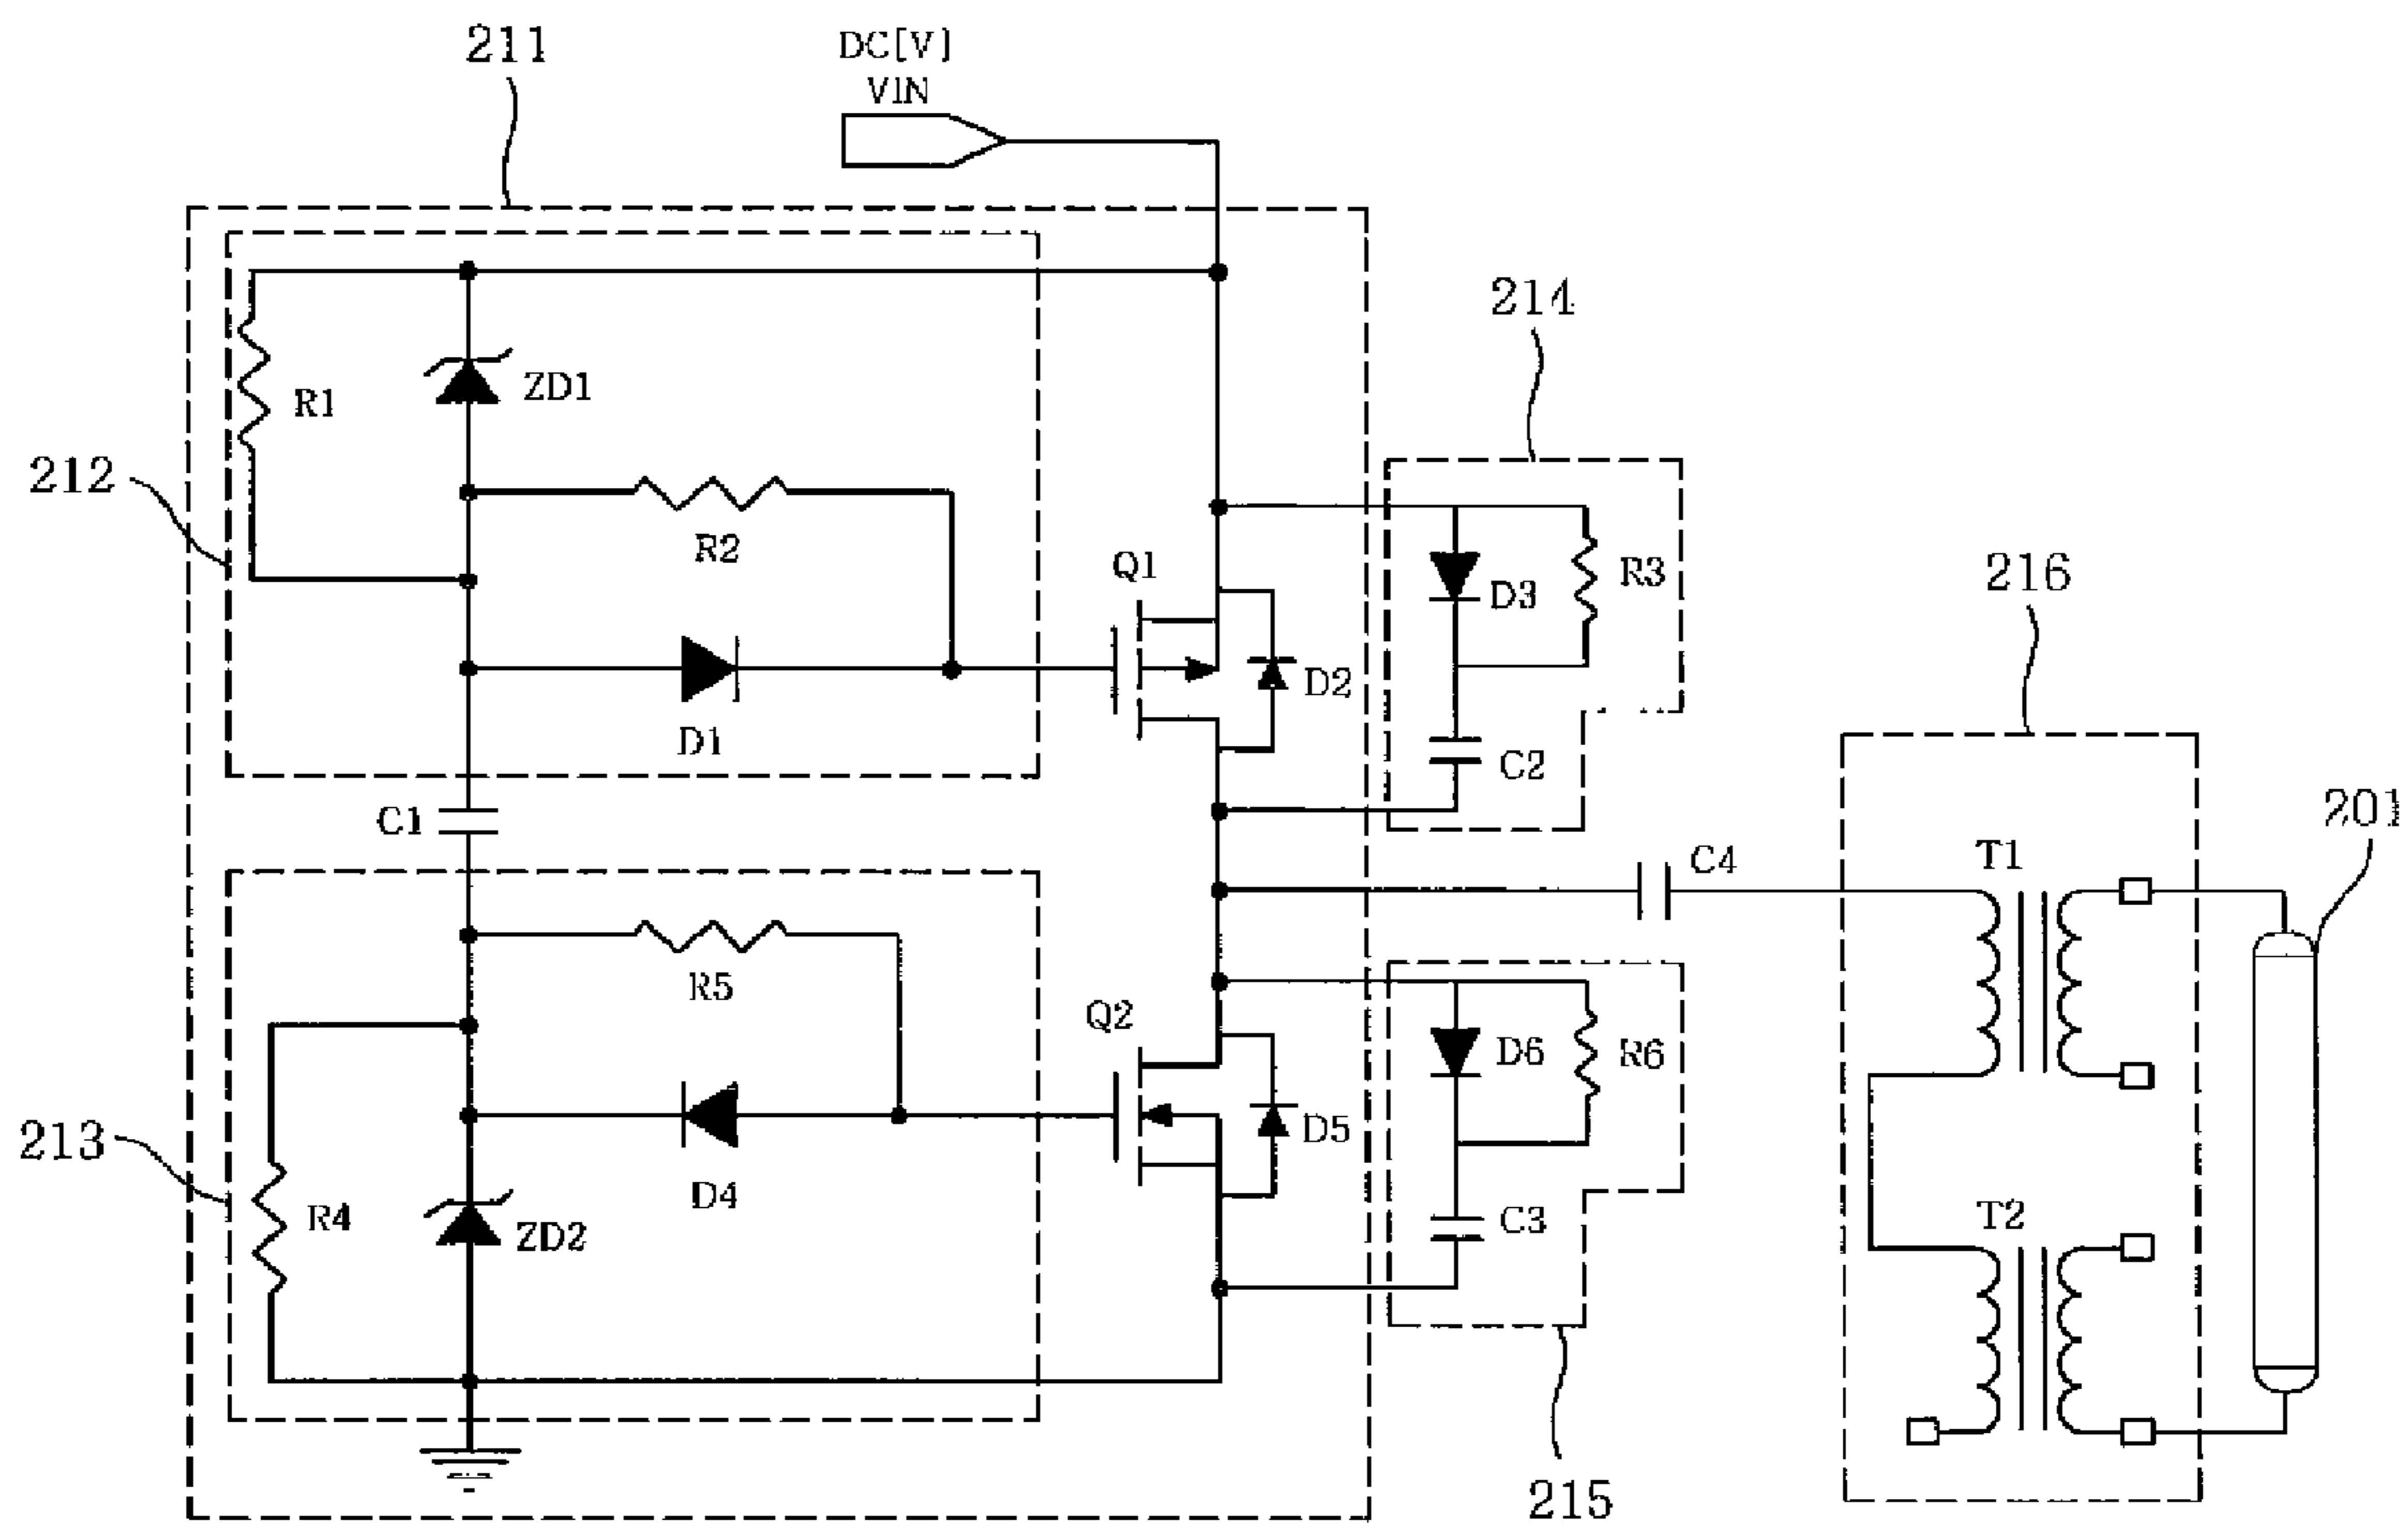 211
DC[V]
VIN
214
R1
ZD1
212
R2
Q1
D3
R3
216
D2
D1
C2
C1
201
C4
T1
R5
Q2
D6
R6
213
D5
D4
R4
ZD2
C3
T2
215